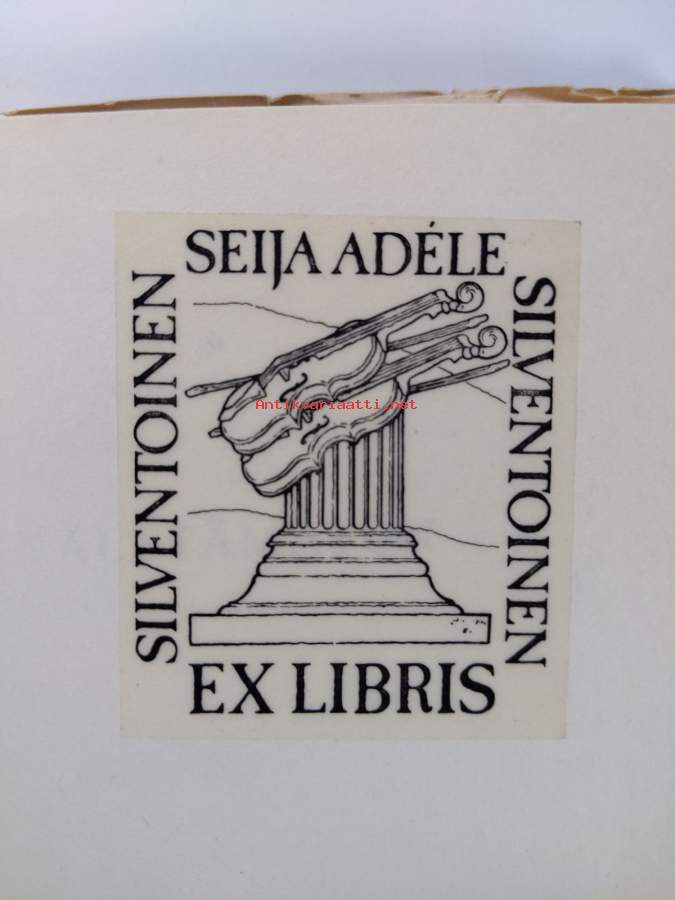 SEIJA ADÉLE
SILVENTOINEN
SILVENTOINEN
Antikvariaatti.net
EX LIBRIS